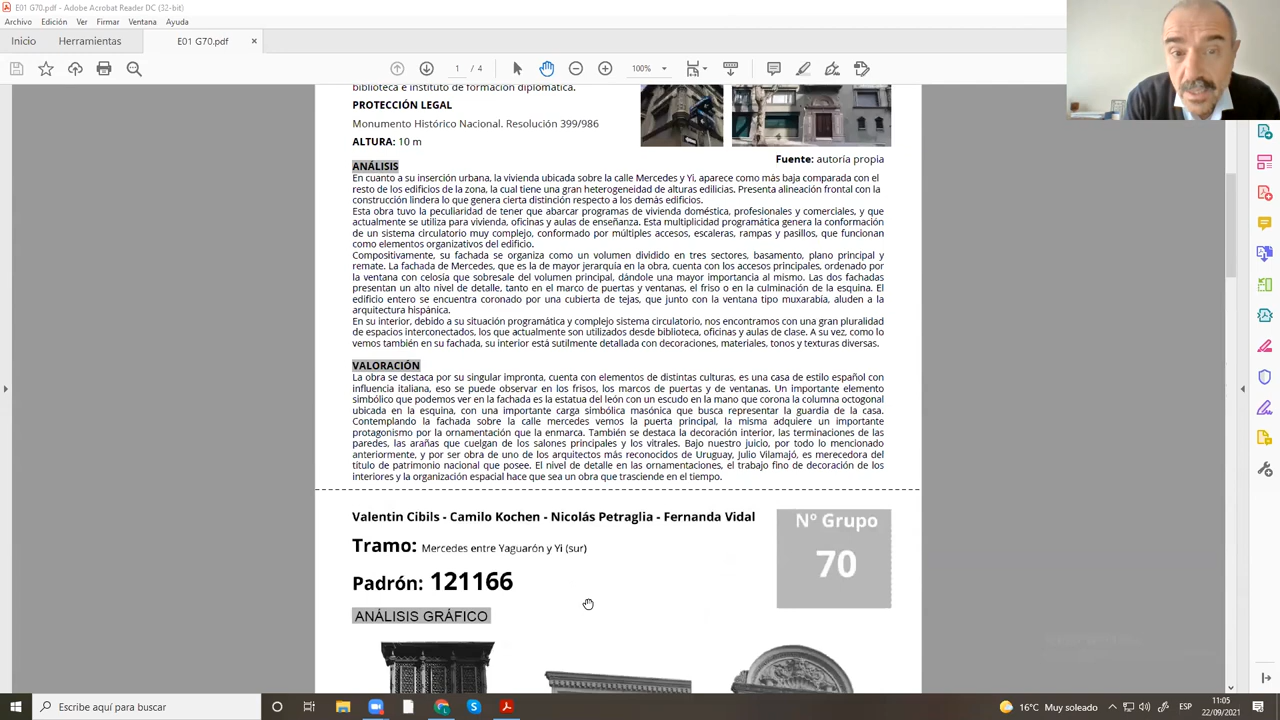 E01 G70.pdf - Adobe Acrobat Reader DC (32-bit)
Archivo Edición Ver Firmar Ventana Ayuda
Inicio Herramientas E01 G70.pdf ×
1 / 4 100%
biblioteca e instituto de formación diplomática.
PROTECCIÓN LEGAL
Monumento Histórico Nacional. Resolución 399/986
ALTURA: 10 m
Fuente: autoría propia
ANÁLISIS
En cuanto a su inserción urbana, la vivienda ubicada sobre la calle Mercedes y Yi, aparece como más baja comparada con el
resto de los edificios de la zona, la cual tiene una gran heterogeneidad de alturas edilicias. Presenta alineación frontal con la
construcción lindera lo que genera cierta distinción respecto a los demás edificios.
Esta obra tuvo la peculiaridad de tener que abarcar programas de vivienda doméstica, profesionales y comerciales, y que
actualmente se utiliza para vivienda, oficinas y aulas de enseñanza. Esta multiplicidad programática genera la conformación
de un sistema circulatorio muy complejo, conformado por múltiples accesos, escaleras, rampas y pasillos, que funcionan
como elementos organizativos del edificio.
Compositivamente, su fachada se organiza como un volumen dividido en tres sectores, basamento, plano principal y
remate. La fachada de Mercedes, que es la de mayor jerarquía en la obra, cuenta con los accesos principales, ordenado por
la ventana con celosía que sobresale del volumen principal, dándole una mayor importancia al mismo. Las dos fachadas
presentan un alto nivel de detalle, tanto en el marco de puertas y ventanas, el friso o en la culminación de la esquina. El
edificio entero se encuentra coronado por una cubierta de tejas, que junto con la ventana tipo muxarabia, aluden a la
arquitectura hispánica.
En su interior, debido a su situación programática y complejo sistema circulatorio, nos encontramos con una gran pluralidad
de espacios interconectados, los que actualmente son utilizados desde biblioteca, oficinas y aulas de clase. A su vez, como lo
vemos también en su fachada, su interior está sutilmente detallada con decoraciones, materiales, tonos y texturas diversas.
VALORACIÓN
La obra se destaca por su singular impronta, cuenta con elementos de distintas culturas, es una casa de estilo español con
influencia italiana, eso se puede observar en los frisos, los marcos de puertas y de ventanas. Un importante elemento
simbólico que podemos ver en la fachada es la estatua del león con un escudo en la mano que corona la columna octogonal
ubicada en la esquina, con una importante carga simbólica masónica que busca representar la guardia de la casa.
Contemplando la fachada sobre la calle mercedes vemos la puerta principal, la misma adquiere un importante
protagonismo por la ornamentación que la enmarca. También se destaca la decoración interior, las terminaciones de las
paredes, las arañas que cuelgan de los salones principales y los vitrales. Bajo nuestro juicio, por todo lo mencionado
anteriormente, y por ser obra de uno de los arquitectos más reconocidos de Uruguay, Julio Vilamajó, es merecedora del
título de patrimonio nacional que posee. El nivel de detalle en las ornamentaciones, el trabajo fino de decoración de los
interiores y la organización espacial hace que sea un obra que trasciende en el tiempo.
Valentin Cibils - Camilo Kochen - Nicolás Petraglia - Fernanda Vidal
Nº Grupo
70
Tramo: Mercedes entre Yaguarón y Yi (sur)
Padrón: 121166
ANÁLISIS GRÁFICO
Escribe aquí para buscar
16°C Muy soleado
ESP
11:05
22/09/2021